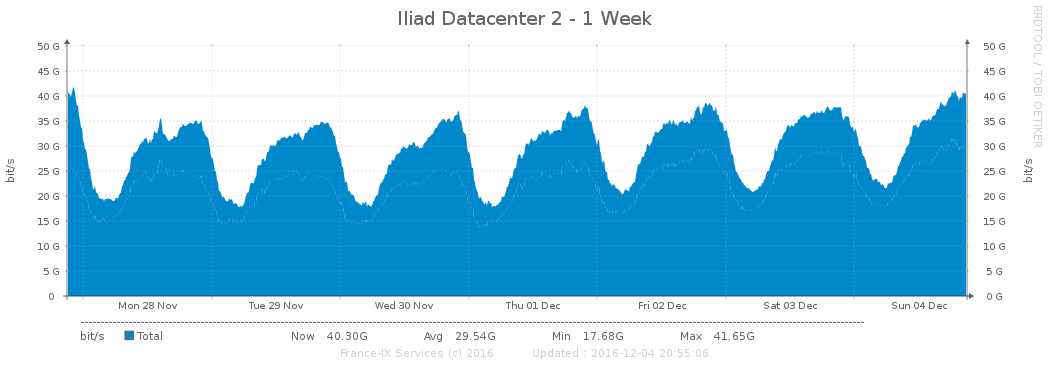 Iliad Datacenter 2 - 1 Week
RRDTOOL / TOBI OETIKER
bit/s
50 G 50 G
45 G 45 G
40 G 40 G
35 G 35 G
30 G 30 G
25 G 25 G
20 G 20 G
15 G 15 G
10 G 10 G
5 G 5 G
0 0 G
bit/s
Mon 28 Nov Tue 29 Nov Wed 30 Nov Thu 01 Dec Fri 02 Dec Sat 03 Dec Sun 04 Dec
bit/s Total Now 40.30G Avg 29.54G Min 17.68G Max 41.65G
France-IX Services (c) 2016 Updated : 2016-12-04 20:55:06